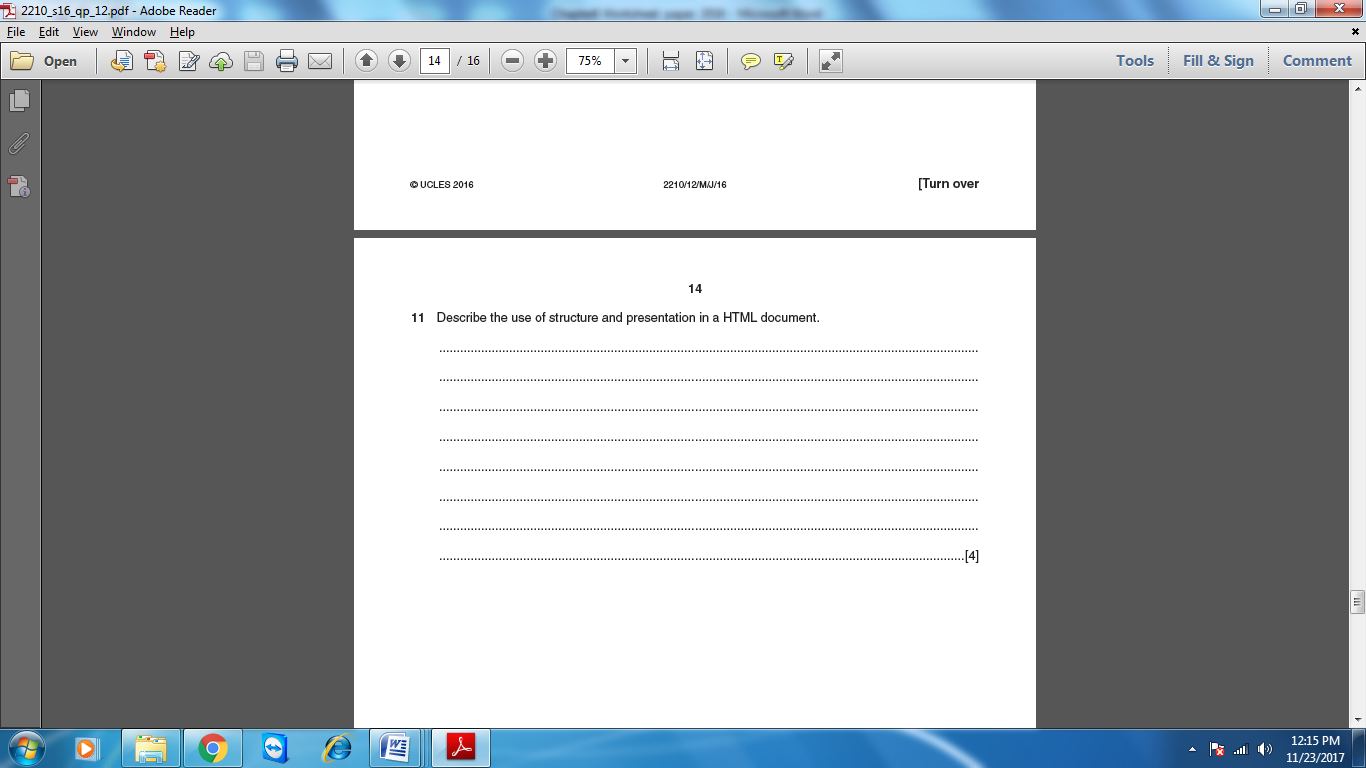 2210_s16_qp_12.pdf - Adobe Reader
File Edit View Window Help
Open 14 / 16 75% Tools Fill & Sign Comment
© UCLES 2016 2210/12/M/J/16 [Turn over
14
11 Describe the use of structure and presentation in a HTML document.
..........................................................................................
..........................................................................................
..........................................................................................
..........................................................................................
..........................................................................................
..........................................................................................
..........................................................................................
..........................................................................................[4]
12:15 PM
11/23/2017